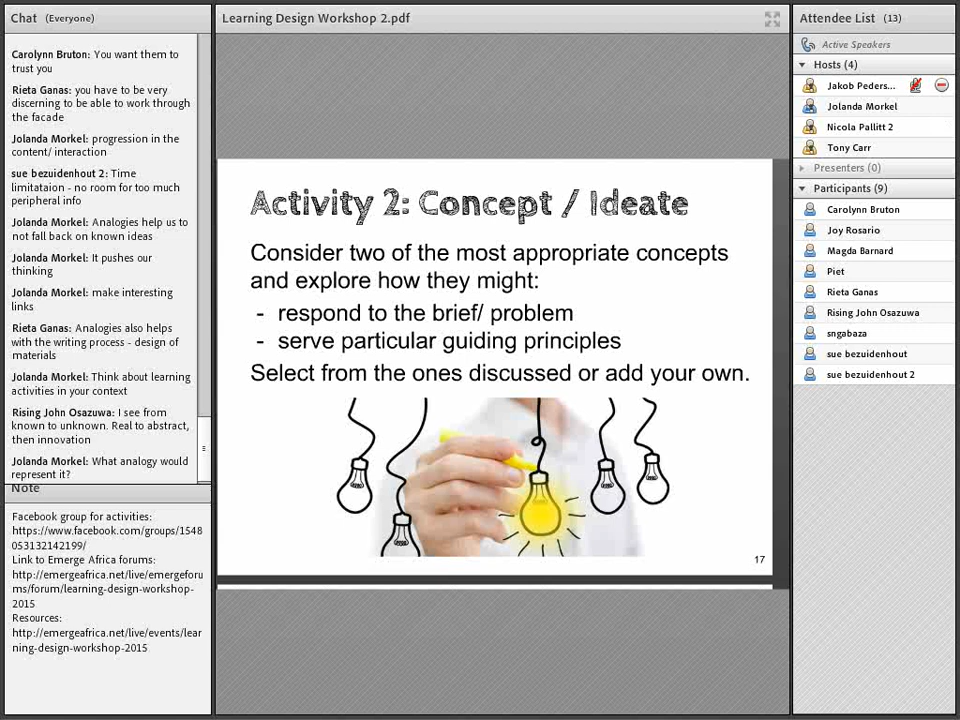 Chat (Everyone)
Carolynn Bruton: You want them to
trust you
Rieta Ganas: you have to be very
discerning to be able to work through
the facade
Jolanda Morkel: progression in the
content/ interaction
sue bezuidenhout 2: Time
limitataion - no room for too much
peripheral info
Jolanda Morkel: Analogies help us to
not fall back on known ideas
Jolanda Morkel: It pushes our
thinking
Jolanda Morkel: make interesting
links
Rieta Ganas: Analogies also helps
with the writing process - design of
materials
Jolanda Morkel: Think about learning
activities in your context
Rising John Osazuwa: I see from
known to unknown. Real to abstract,
then innovation
Jolanda Morkel: What analogy would
represent it?
Note
Facebook group for activities:
https://www.facebook.com/groups/1548
053132142199/
Link to Emerge Africa forums:
http://emergeafrica.net/live/emergeforu
ms/forum/learning-design-workshop-
2015
Resources:
http://emergeafrica.net/live/events/lear
ning-design-workshop-2015
Learning Design Workshop 2.pdf
Activity 2: Concept / Ideate
Consider two of the most appropriate concepts
and explore how they might:
- respond to the brief/ problem
- serve particular guiding principles
Select from the ones discussed or add your own.
17
Attendee List (13)
Active Speakers
Hosts (4)
Jakob Peders...
Jolanda Morkel
Nicola Pallitt 2
Tony Carr
Presenters (0)
Participants (9)
Carolynn Bruton
Joy Rosario
Magda Barnard
Piet
Rieta Ganas
Rising John Osazuwa
sngabaza
sue bezuidenhout
sue bezuidenhout 2